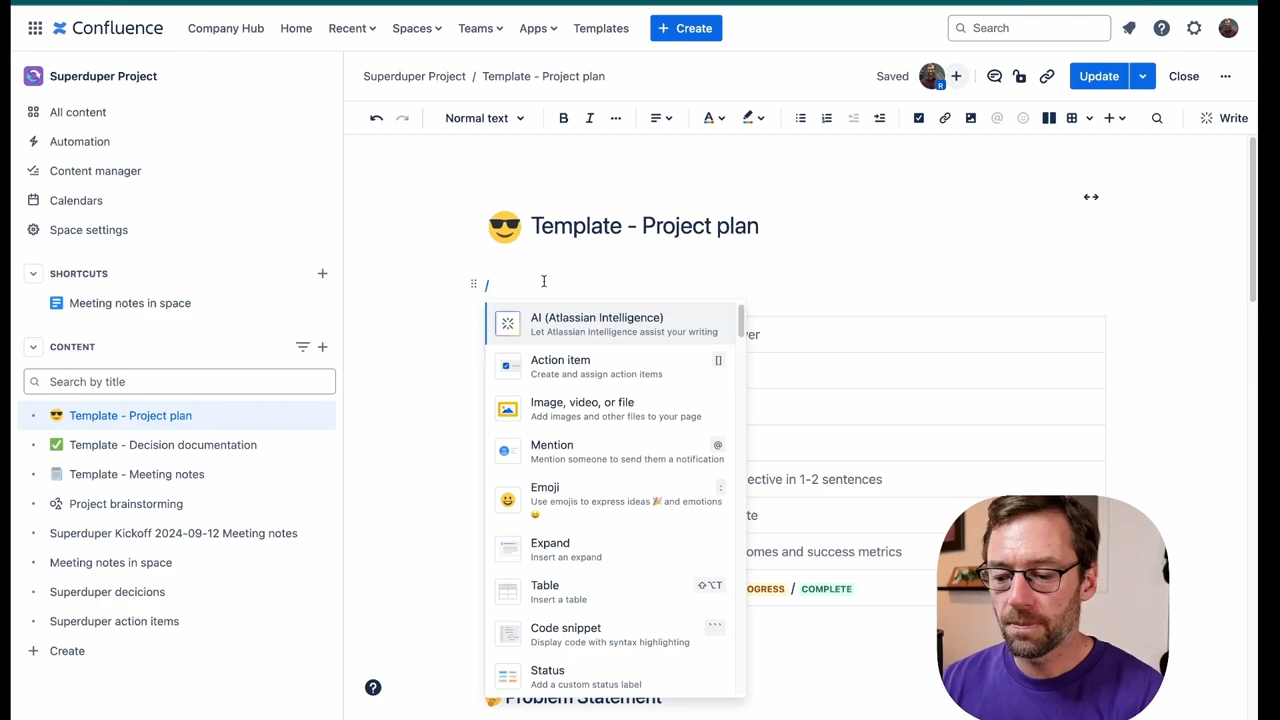 Confluence
Company Hub
Home
Recent
Spaces
Teams
Apps
Templates
+ Create
Search
Superduper Project
All content
Automation
Content manager
Calendars
Space settings
SHORTCUTS
Meeting notes in space
CONTENT
Search by title
Template - Project plan
Template - Decision documentation
Template - Meeting notes
Project brainstorming
Superduper Kickoff 2024-09-12 Meeting notes
Meeting notes in space
Superduper decicions
Superduper action items
+ Create
Superduper Project / Template - Project plan
Saved
R
Update
Close
Normal text
B
I
A
@
Write
Template - Project plan
/
AI (Atlassian Intelligence)
Let Atlassian Intelligence assist your writing
Action item []
Create and assign action items
Image, video, or file
Add images and other files to your page
Mention @
Mention someone to send them a notification
Emoji :
Use emojis to express ideas 🎉 and emotions
😄
Expand
Insert an expand
Table ⇧⌥T
Insert a table
Code snippet ```
Display code with syntax highlighting
Status
Add a custom status label
ver
ective in 1-2 sentences
te
omes and success metrics
OGRESS / COMPLETE
Problem Statement